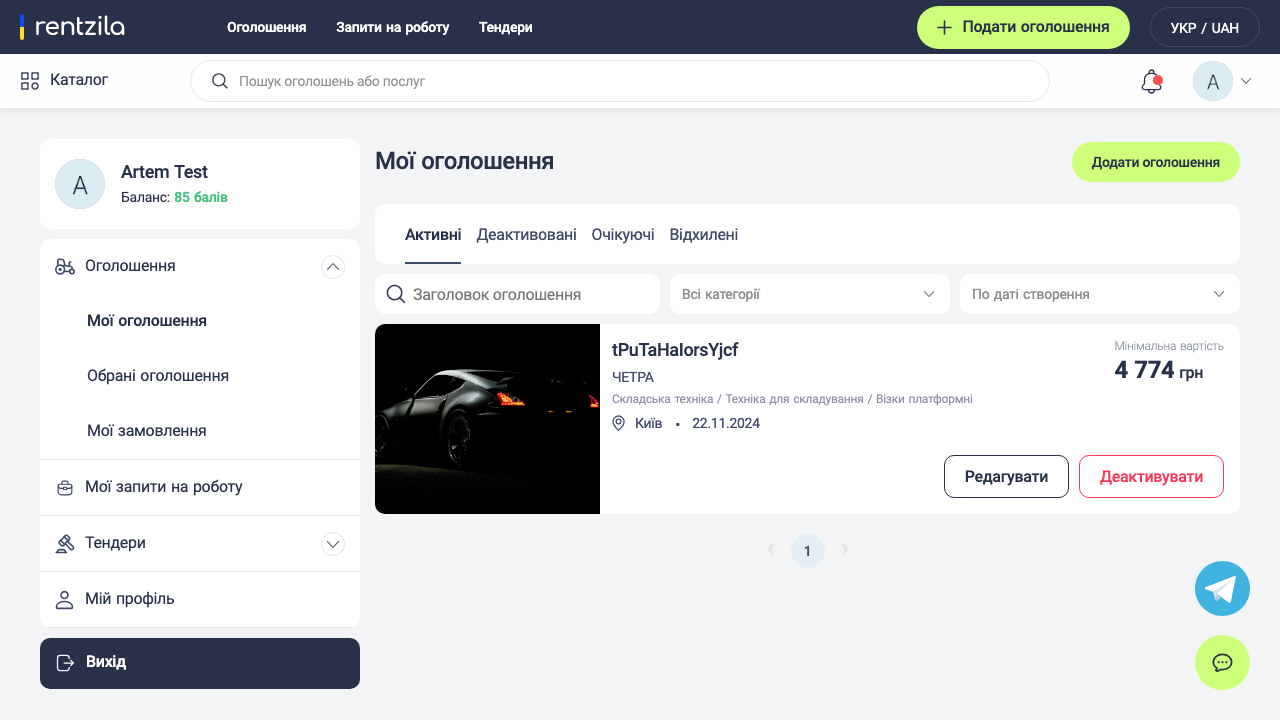 rentzila
Оголошення
Запити на роботу
Тендери
Подати оголошення
УКР / UAH
Каталог
Пошук оголошень або послуг
A
A
Artem Test
Баланс: 85 балів
Оголошення
Мої оголошення
Обрані оголошення
Мої замовлення
Мої запити на роботу
Тендери
Мій профіль
Вихід
Мої оголошення
Додати оголошення
Активні
Деактивовані
Очікуючі
Відхилені
Заголовок оголошення
Всі категорії
По даті створення
tPuTaHalorsYjcf
ЧЕТРА
Складська техніка / Техніка для складування / Візки платформні
Київ • 22.11.2024
Мінімальна вартість
4 774 грн
Редагувати
Деактивувати
1